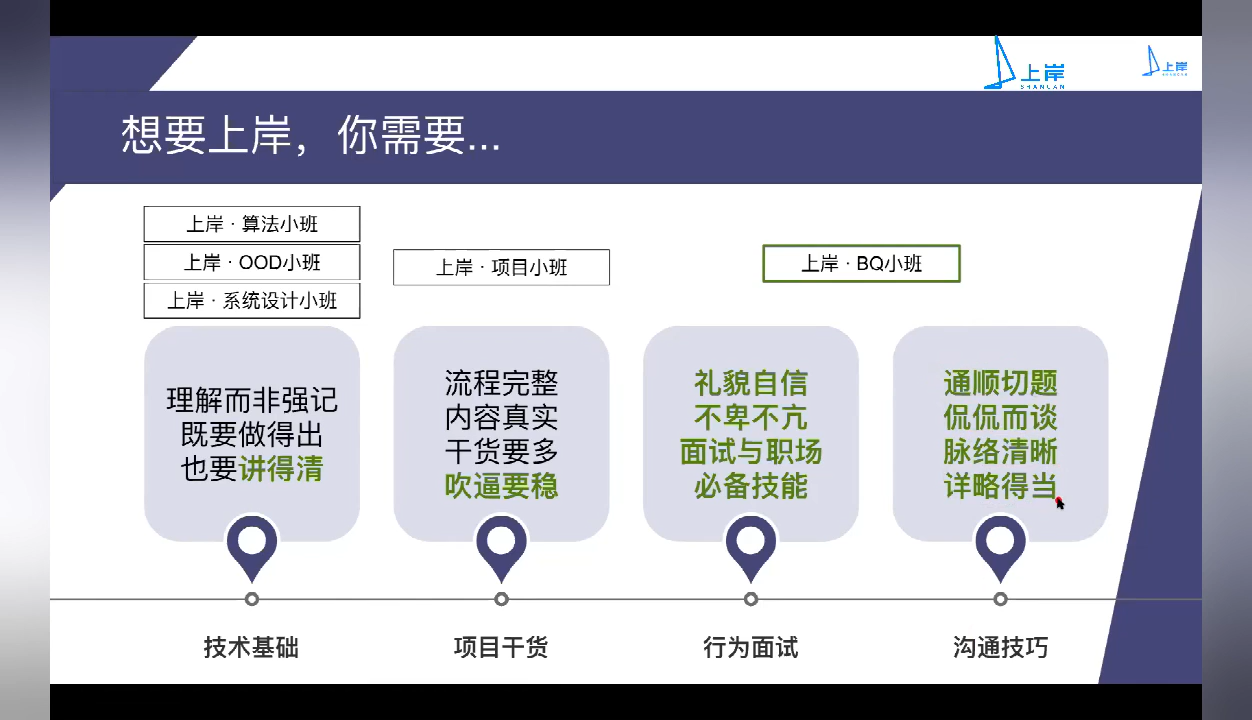 上岸
SHANAN
上岸
想要上岸，你需要...
上岸 · 算法小班
上岸 · OOD小班
上岸 · 系统设计小班
上岸 · 项目小班
上岸 · BQ小班
理解而非强记
既要做得出
也要讲得清
流程完整
内容真实
干货要多
吹逼要稳
礼貌自信
不卑不亢
面试与职场
必备技能
通顺切题
侃侃而谈
脉络清晰
详略得当
技术基础
项目干货
行为面试
沟通技巧